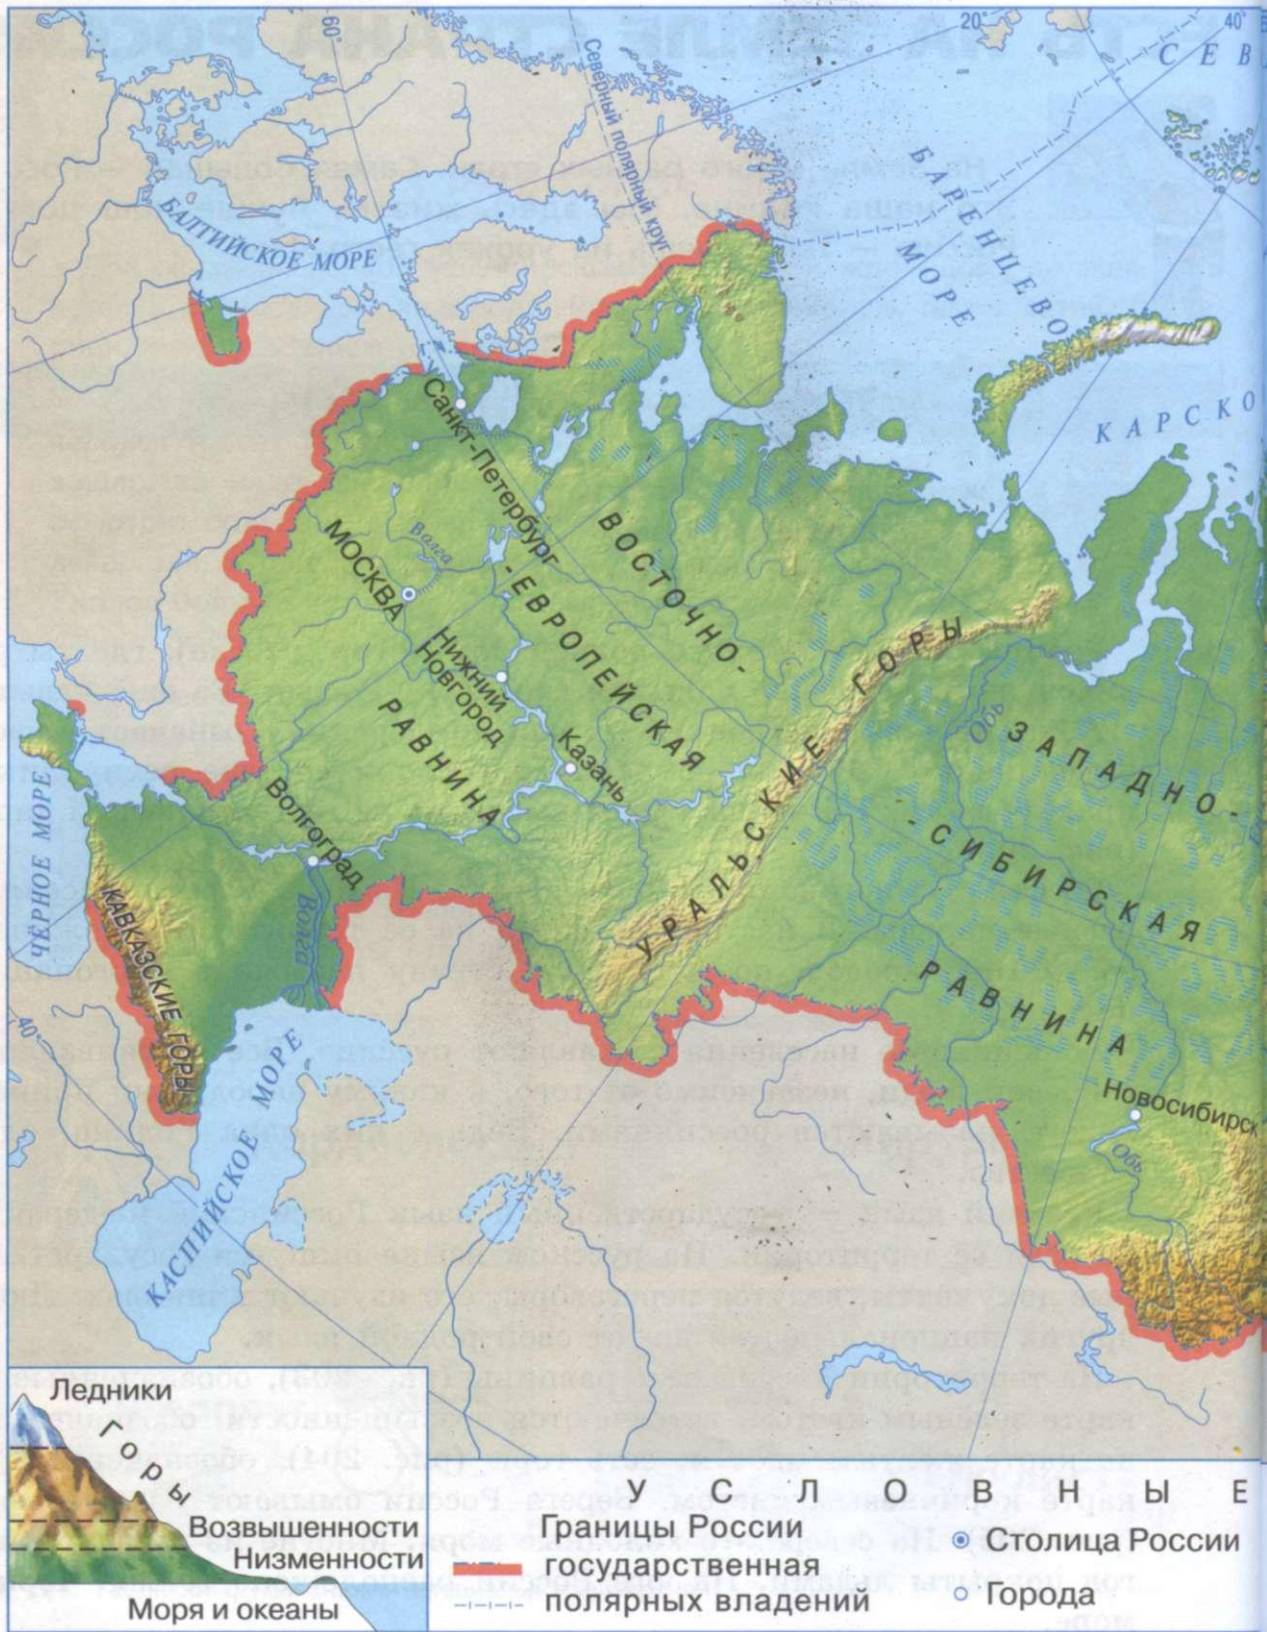 60°
20°
40°
СЕВ
Северный полярный круг
БАРЕНЦЕВО
МОРЕ
БАЛТИЙСКОЕ МОРЕ
КАРСКО
Санкт-Петербург
ВОСТОЧНО-
-ЕВРОПЕЙСКАЯ
РАВНИНА
Волга
МОСКВА
Нижний
Новгород
Казань
УРАЛЬСКИЕ ГОРЫ
Обь
ЗАПАДНО-
-СИБИРСКАЯ
РАВНИНА
Волгоград
Волга
ЧЁРНОЕ МОРЕ
КАВКАЗСКИЕ ГОРЫ
40°
КАСПИЙСКОЕ МОРЕ
Новосибирск
Обь
Ледники
Горы
Возвышенности
Низменности
Моря и океаны
УСЛОВНЫЕ
Границы России
государственная
полярных владений
Столица России
Города